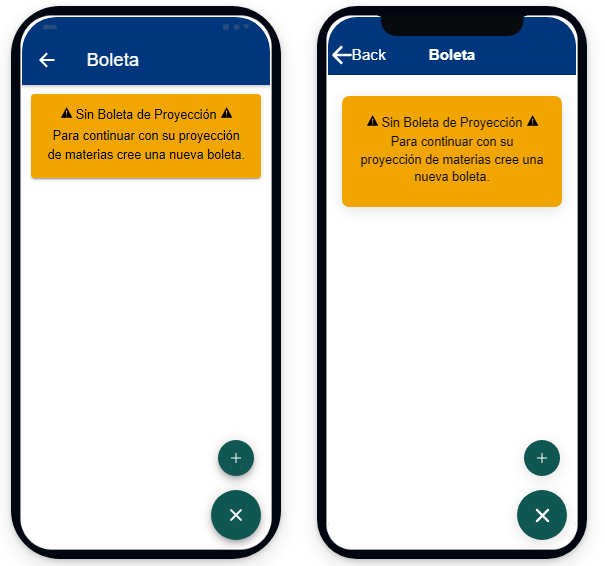 Boleta
⚠ Sin Boleta de Proyección ⚠
Para continuar con su proyección
de materias cree una nueva boleta.
Back Boleta
⚠ Sin Boleta de Proyección ⚠
Para continuar con su
proyección de materias cree una
nueva boleta.